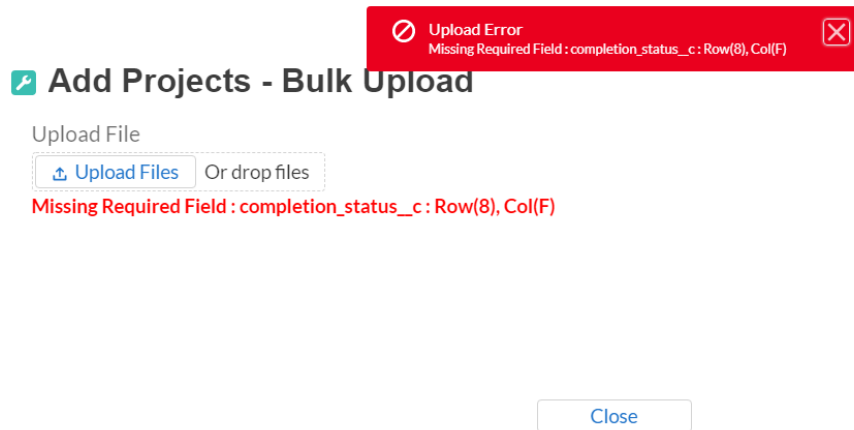 Upload Error
Missing Required Field : completion_status__c : Row(8), Col(F)
Add Projects - Bulk Upload
Upload File
Upload Files Or drop files
Missing Required Field : completion_status__c : Row(8), Col(F)
Close